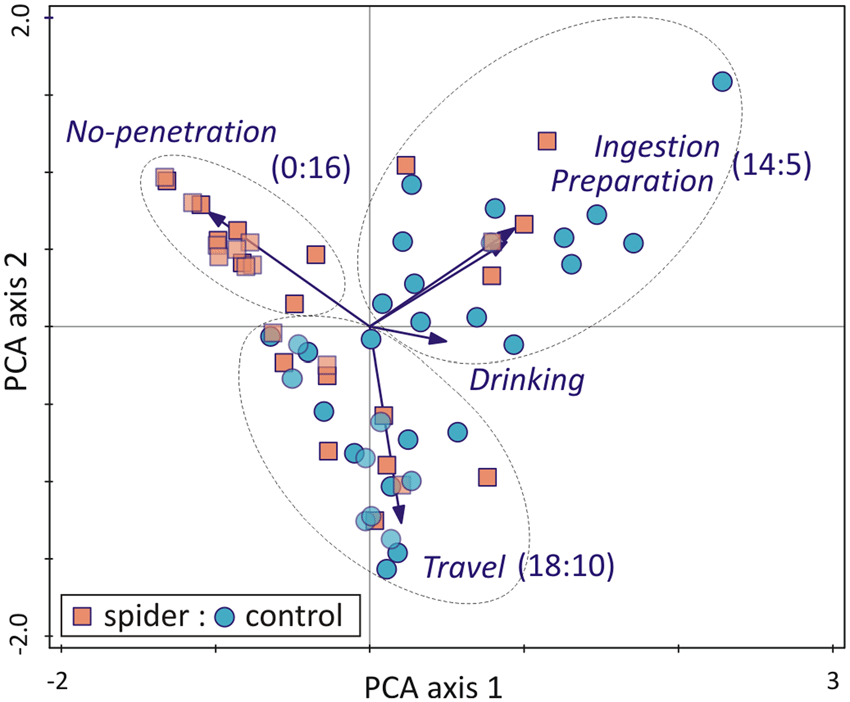 2.0
No-penetration
(0:16)
Ingestion
Preparation (14:5)
PCA axis 2
Drinking
Travel (18:10)
spider : control
-2.0
-2
PCA axis 1
3